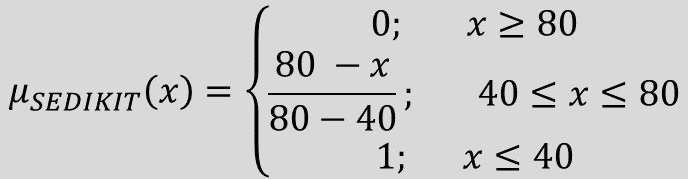 0; x ≥ 80
μ_SEDIKIT(x) = { (80 − x)/(80 − 40); 40 ≤ x ≤ 80
1; x ≤ 40